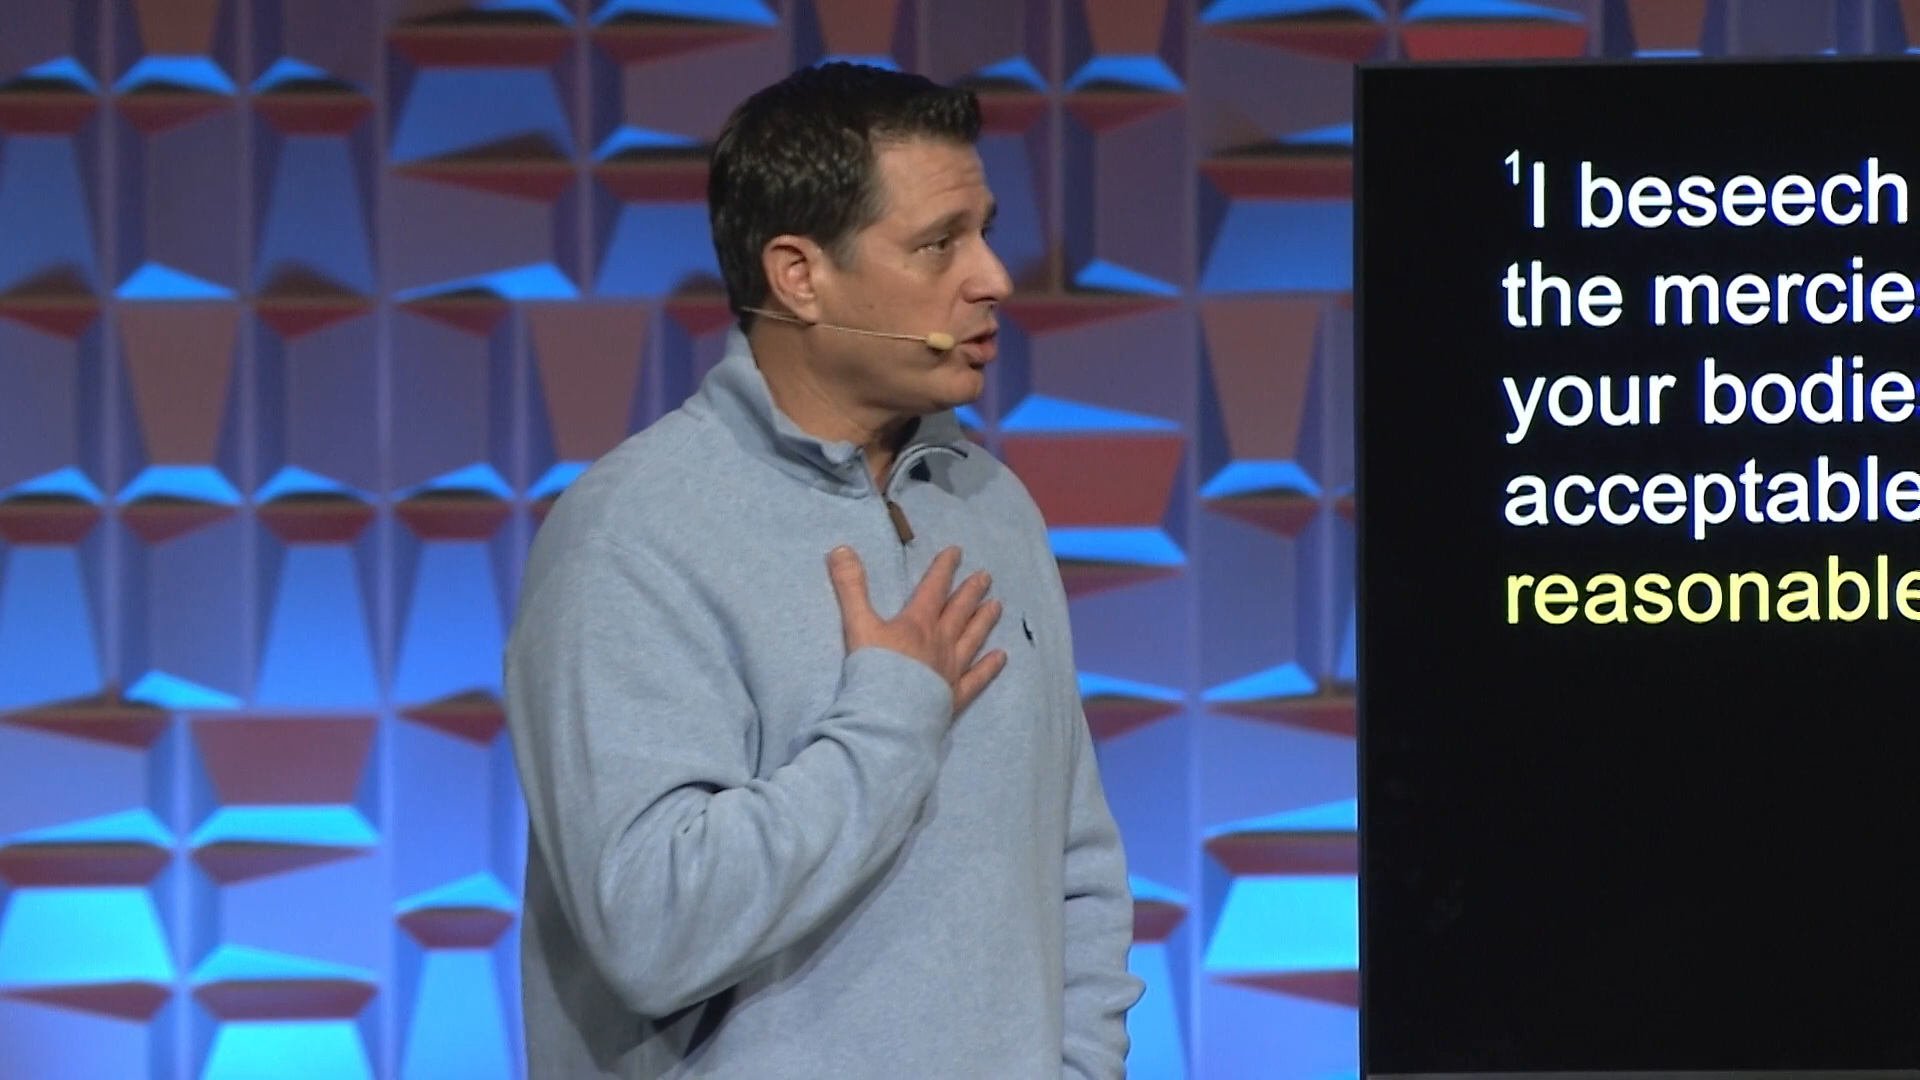 ¹I beseech
the mercie
your bodie
acceptable
reasonable